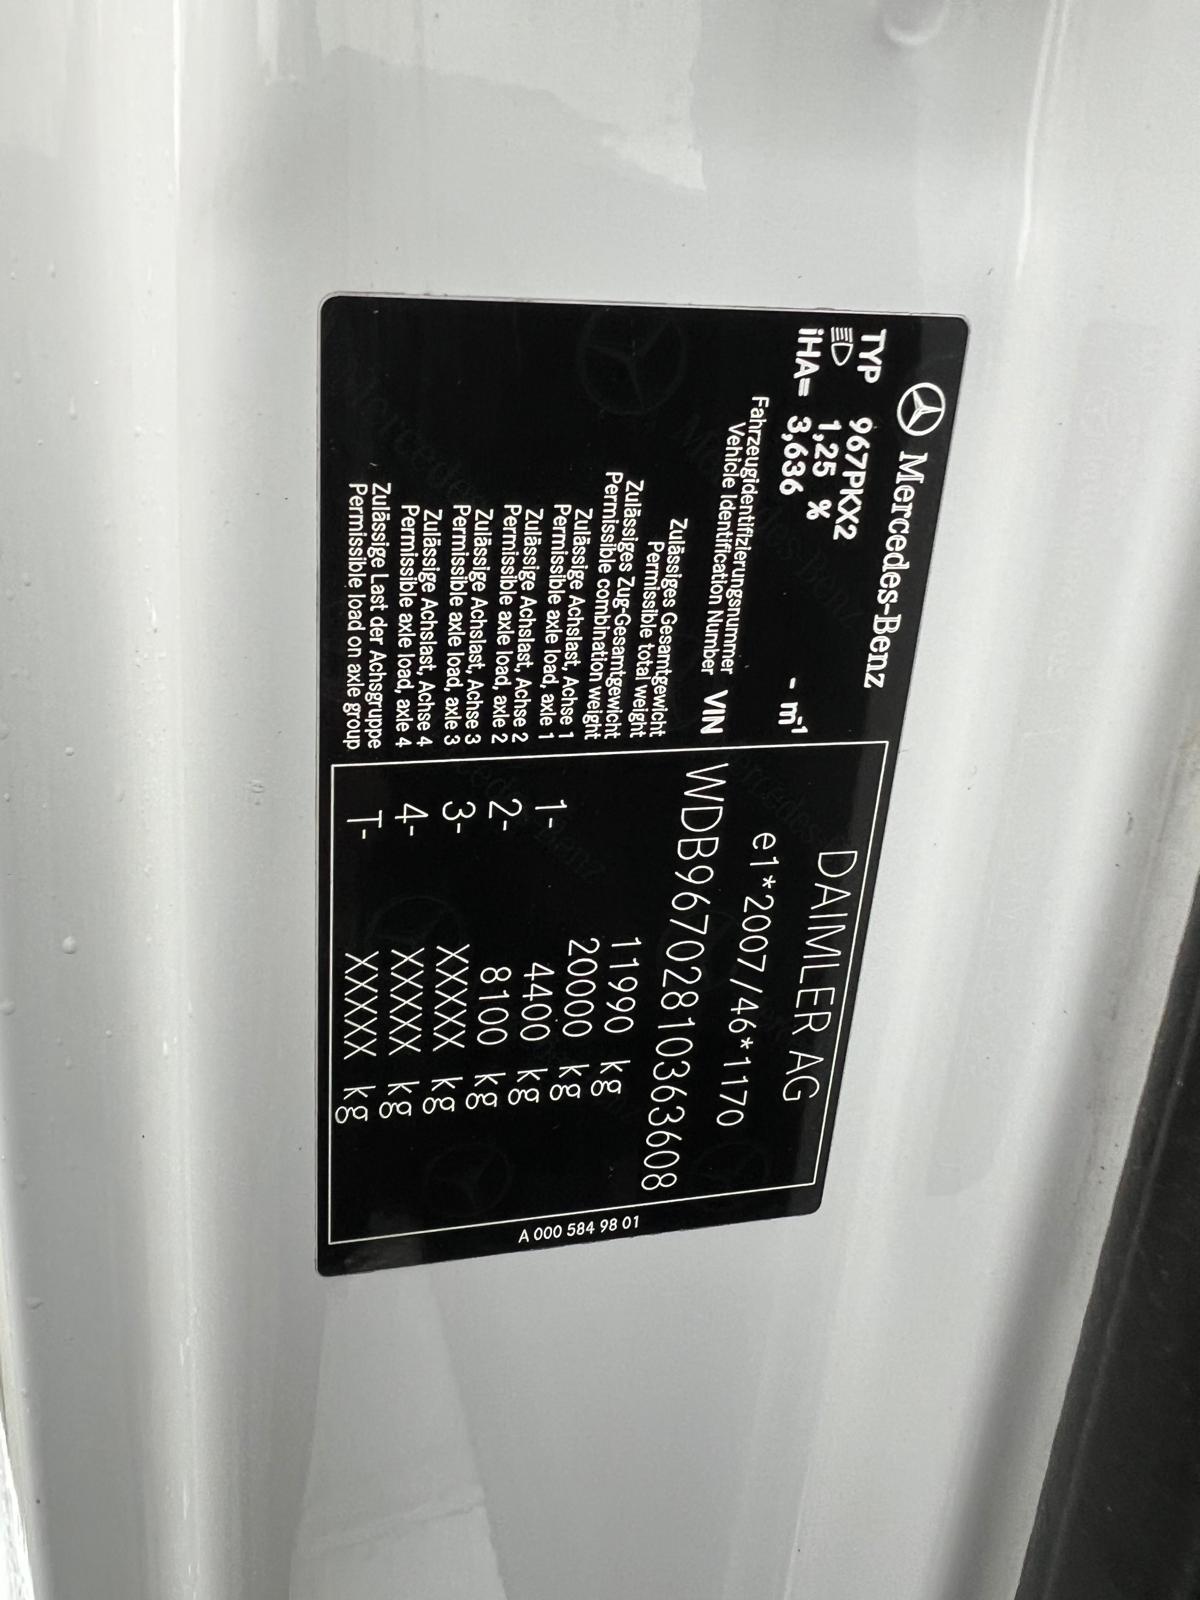 Mercedes-Benz
TYP 967PKX2
1,25 %
iHA= 3,636 - m⁻¹
DAIMLER AG
e1*2007/46*1170
Fahrzeugidentifizierungsnummer
Vehicle Identification Number VIN WDB9670281036 3608
Zulässiges Gesamtgewicht
Permissible total weight 11990 kg
Zulässiges Zug-Gesamtgewicht
Permissible combination weight 20000 kg
Zulässige Achslast, Achse 1
Permissible axle load, axle 1 1- 4400 kg
Zulässige Achslast, Achse 2
Permissible axle load, axle 2 2- 8100 kg
Zulässige Achslast, Achse 3
Permissible axle load, axle 3 3- XXXXX kg
Zulässige Achslast, Achse 4
Permissible axle load, axle 4 4- XXXXX kg
Zulässige Last der Achsgruppe
Permissible load on axle group T- XXXXX kg
A 000 584 98 01